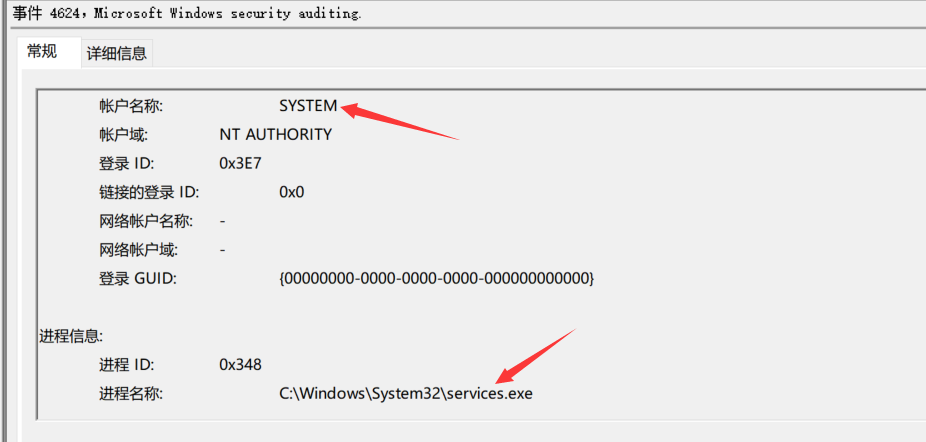 事件 4624，Microsoft Windows security auditing.
常规 详细信息
帐户名称: SYSTEM
帐户域: NT AUTHORITY
登录 ID: 0x3E7
链接的登录 ID: 0x0
网络帐户名称: -
网络帐户域: -
登录 GUID: {00000000-0000-0000-0000-000000000000}
进程信息:
进程 ID: 0x348
进程名称: C:\Windows\System32\services.exe